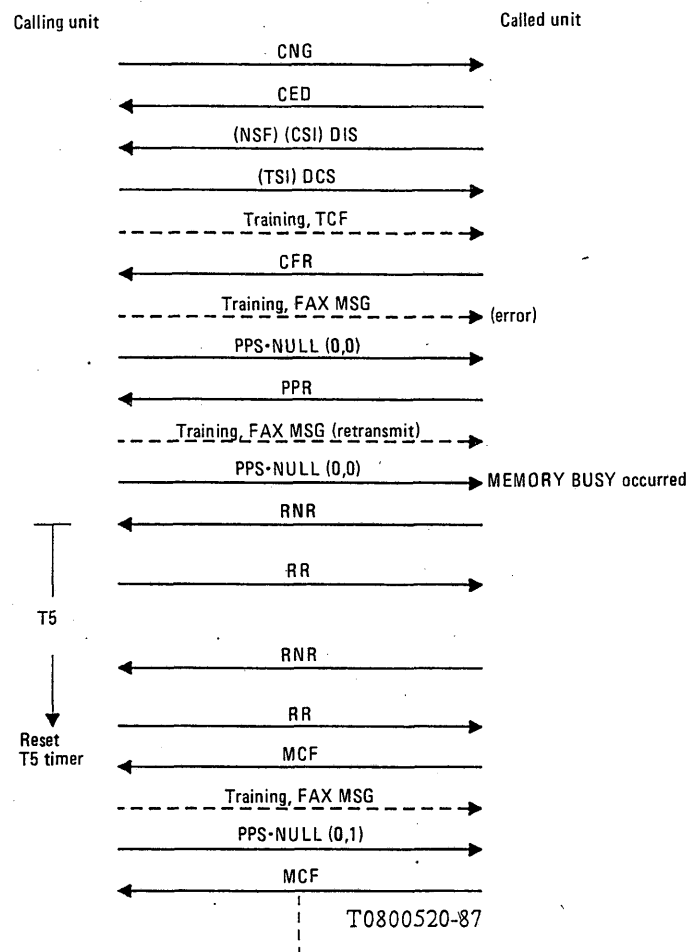 Calling unit
Called unit
CNG
CED
(NSF) (CSI) DIS
(TSI) DCS
Training, TCF
CFR
Training, FAX MSG
(error)
PPS•NULL (0,0)
PPR
Training, FAX MSG (retransmit)
PPS•NULL (0,0)
MEMORY BUSY occurred
RNR
RR
T5
RNR
RR
Reset
T5 timer
MCF
Training, FAX MSG
PPS•NULL (0,1)
MCF
T0800520-87